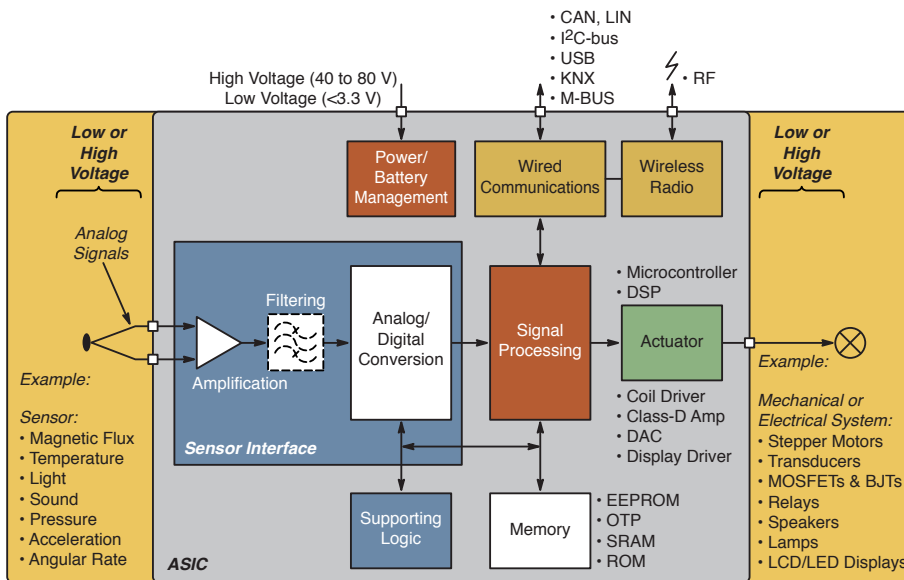 • CAN, LIN
• I²C-bus
• USB
• KNX
• M-BUS
High Voltage (40 to 80 V)
Low Voltage (<3.3 V)
• RF
Low or
High
Voltage
Analog
Signals
Example:
Sensor:
• Magnetic Flux
• Temperature
• Light
• Sound
• Pressure
• Acceleration
• Angular Rate
Power/
Battery
Management
Wired
Communications
Wireless
Radio
Filtering
Amplification
Analog/
Digital
Conversion
Sensor Interface
Signal
Processing
• Microcontroller
• DSP
Actuator
• Coil Driver
• Class-D Amp
• DAC
• Display Driver
Supporting
Logic
Memory
• EEPROM
• OTP
• SRAM
• ROM
ASIC
Low or
High
Voltage
Example:
Mechanical or
Electrical System:
• Stepper Motors
• Transducers
• MOSFETs & BJTs
• Relays
• Speakers
• Lamps
• LCD/LED Displays